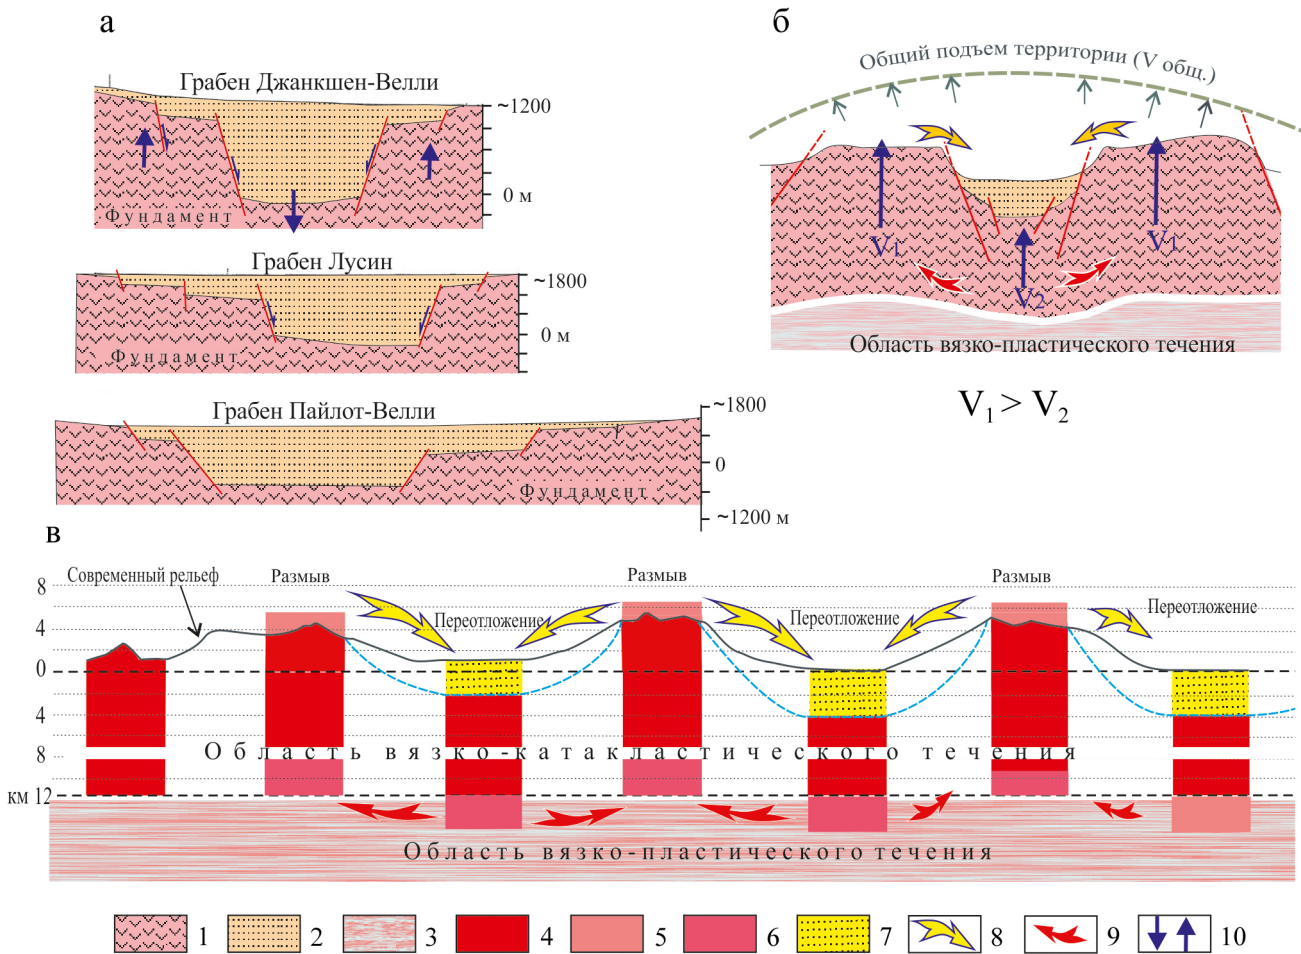 а
Грабен Джанкшен-Велли
~1200
0 м
Фундамент
Грабен Лусин
~1800
0 м
Фундамент
Грабен Пайлот-Велли
~1800
0
Фундамент
~1200 м
б
Общий подъем территории (V общ.)
V1
V1
V2
Область вязко-пластического течения
V1 > V2
в
Современный рельеф
Размыв
Размыв
Размыв
Переотложение
Переотложение
Переотложение
8
4
0
4
8
км 12
Область вязко-катакластического течения
Область вязко-пластического течения
1
2
3
4
5
6
7
8
9
10